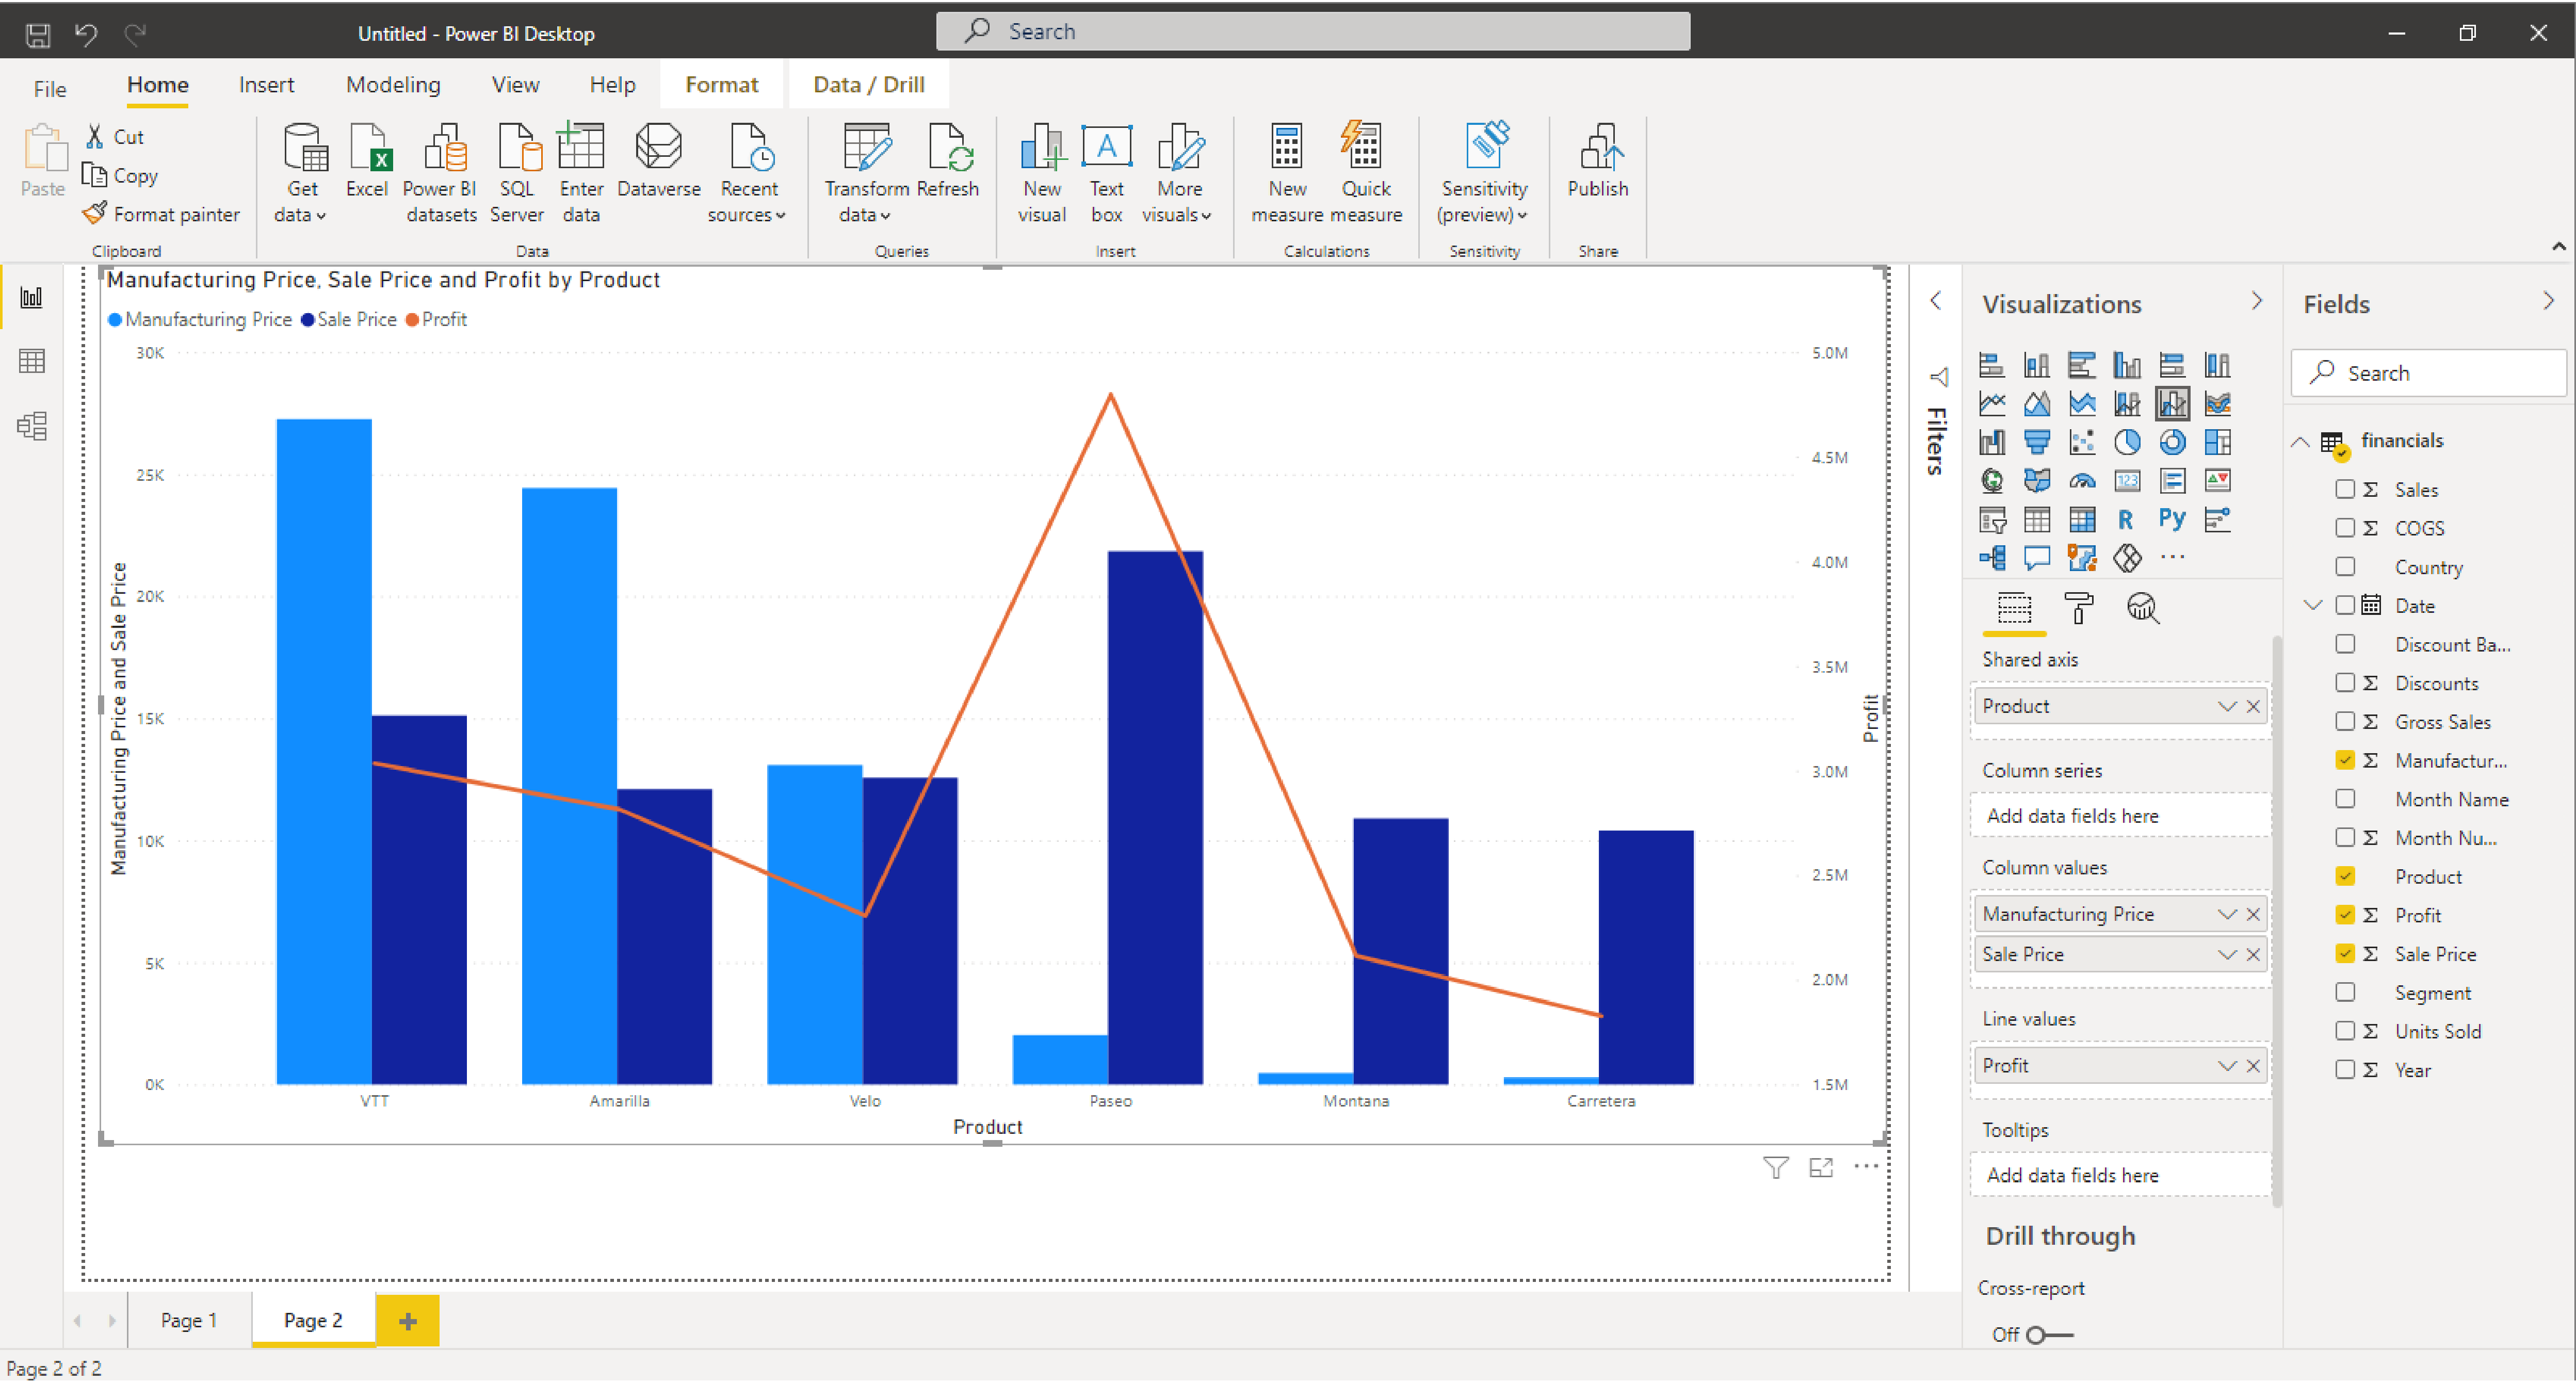 Untitled - Power BI Desktop
Search
File
Home
Insert
Modeling
View
Help
Format
Data / Drill
Paste
Cut
Copy
Format painter
Clipboard
Get
data
Excel
X
Power BI
datasets
SQL
Server
Enter
data
Dataverse
Recent
sources
Data
Transform
data
Refresh
Queries
New
visual
A
Text
box
More
visuals
Insert
New
measure
Quick
measure
Calculations
Sensitivity
(preview)
Sensitivity
Publish
Share
Manufacturing Price, Sale Price and Profit by Product
Manufacturing Price Sale Price Profit
Manufacturing Price and Sale Price
30K
25K
20K
15K
10K
5K
0K
5.0M
4.5M
4.0M
3.5M
3.0M
2.5M
2.0M
1.5M
Profit
VTT
Amarilla
Velo
Paseo
Montana
Carretera
Product
...
Filters
Visualizations
123
R
Py
...
Shared axis
Product
Column series
Add data fields here
Column values
Manufacturing Price
Sale Price
Line values
Profit
Tooltips
Add data fields here
Drill through
Cross-report
Off
Fields
Search
financials
Σ Sales
Σ COGS
Country
Date
Discount Ba...
Σ Discounts
Σ Gross Sales
Σ Manufactur...
Month Name
Σ Month Nu...
Product
Σ Profit
Σ Sale Price
Segment
Σ Units Sold
Σ Year
Page 1
Page 2
+
Page 2 of 2